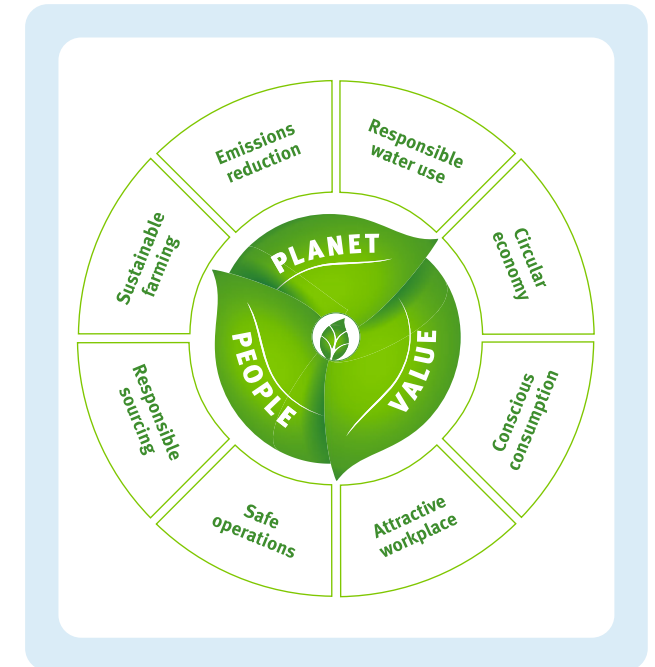 Emissions
reduction
Responsible
water use
Circular
economy
Conscious
consumption
Attractive
workplace
Safe
operations
Responsible
sourcing
Sustainable
farming
PLANET
VALUE
PEOPLE